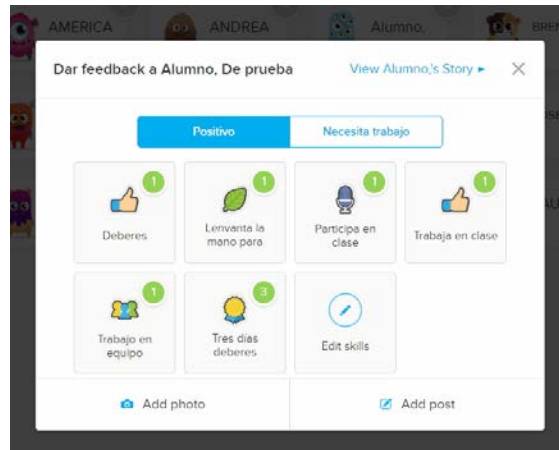 AMERICA
ANDREA
Alumno,
BREN
Dar feedback a Alumno, De prueba
View Alumno,'s Story ►
Positivo
Necesita trabajo
1
1
1
1
Deberes
Lenvanta la
mano para
Participa en
clase
Trabaja en clase
1
3
Trabajo en
equipo
Tres días
deberes
Edit skills
Add photo
Add post